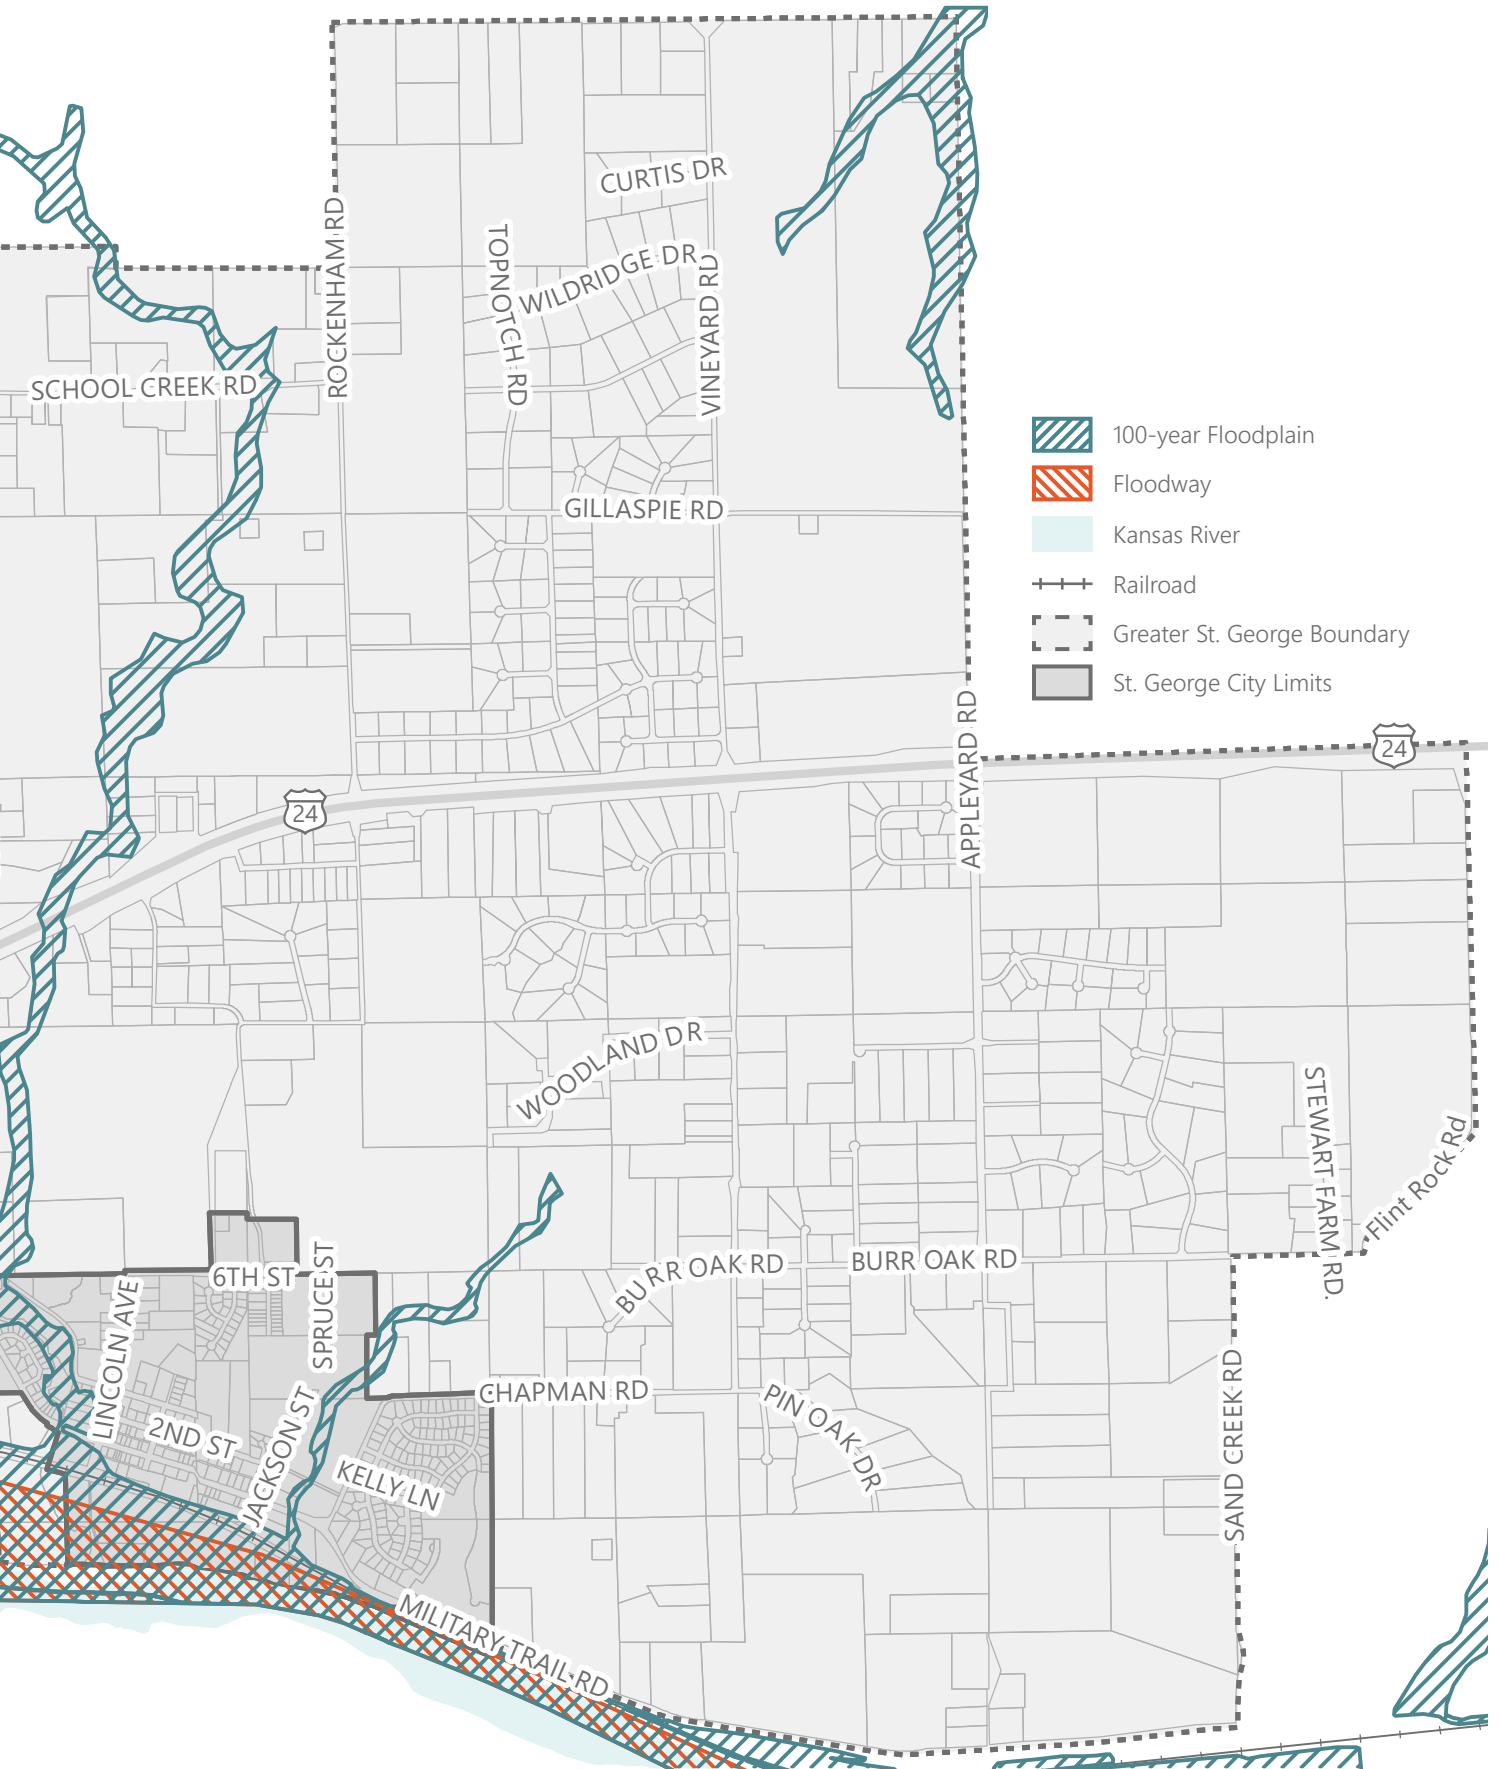 CURTIS DR
WILDRIDGE DR
TOPNOTCH RD
ROCKENHAM RD
VINEYARD RD
SCHOOL CREEK RD
GILLASPIE RD
100-year Floodplain
Floodway
Kansas River
Railroad
Greater St. George Boundary
St. George City Limits
24
24
APPLEYARD RD
WOODLAND DR
STEWART FARM RD.
Flint Rock Rd
BURR OAK RD
BURR OAK RD
6TH ST
SPRUCE ST
LINCOLN AVE
CHAPMAN RD
PIN OAK DR
2ND ST
JACKSON ST
KELLY LN
SAND CREEK RD
MILITARY TRAIL RD